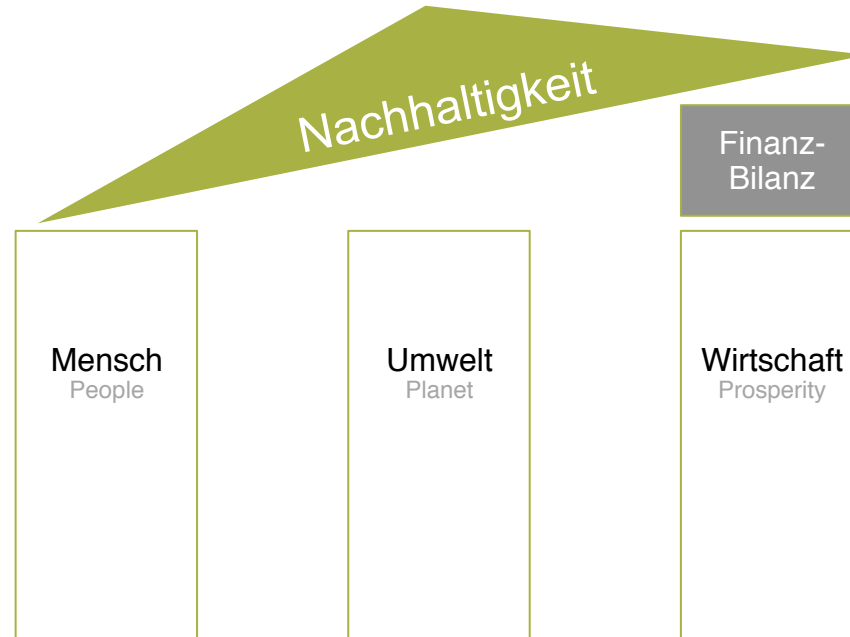 Nachhaltigkeit
Finanz-
Bilanz
Mensch
People
Umwelt
Planet
Wirtschaft
Prosperity